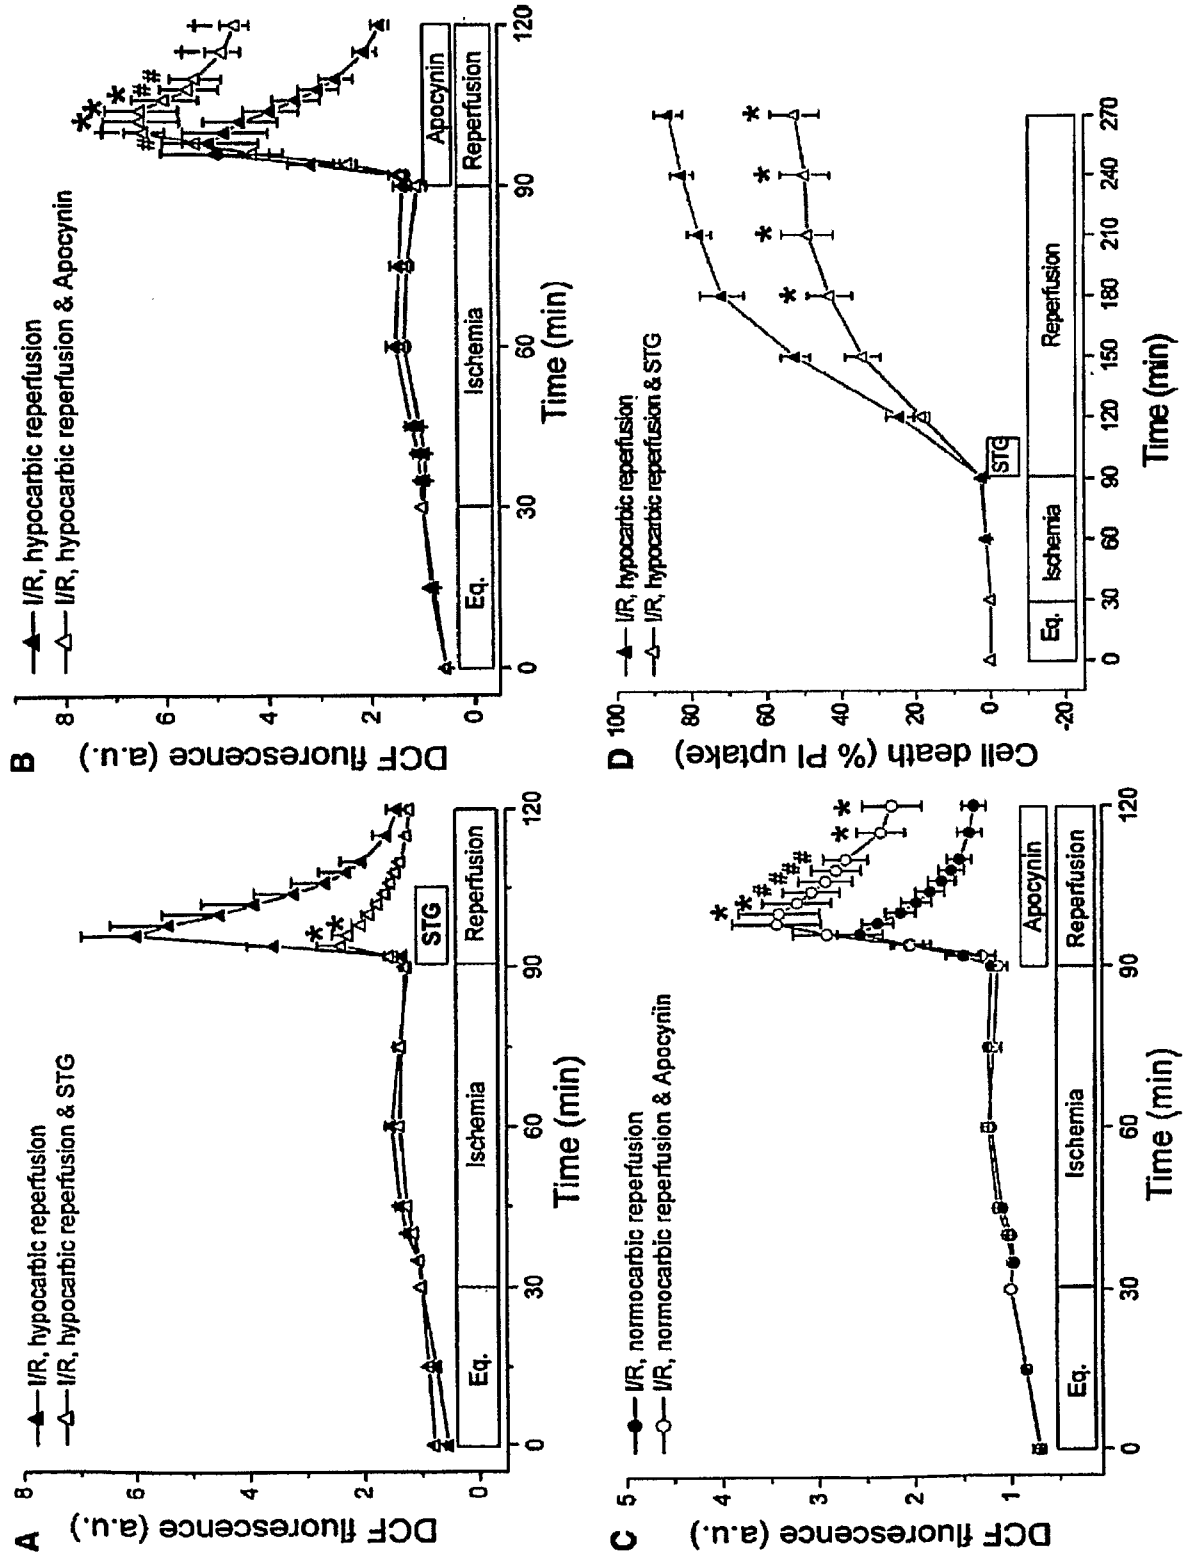 A
I/R, hypocarbic reperfusion
I/R, hypocarbic reperfusion & STG
DCF fluorescence (a.u.)
8
6
4
2
0
* *
STG
Eq. Ischemia Reperfusion
0 30 60 90 120
Time (min)
B
I/R, hypocarbic reperfusion
I/R, hypocarbic reperfusion & Apocynin
DCF fluorescence (a.u.)
8
6
4
2
0
# † * * * # # † †
Apocynin
Eq. Ischemia Reperfusion
0 30 60 90 120
Time (min)
C
I/R, normocarbic reperfusion
I/R, normocarbic reperfusion & Apocynin
DCF fluorescence (a.u.)
5
4
3
2
1
* * # # # # * *
Apocynin
Eq. Ischemia Reperfusion
0 30 60 90 120
Time (min)
D
I/R, hypocarbic reperfusion
I/R, hypocarbic reperfusion & STG
Cell death (% PI uptake)
100
80
60
40
20
0
-20
* * * *
STG
Eq. Ischemia Reperfusion
0 30 60 90 120 150 180 210 240 270
Time (min)